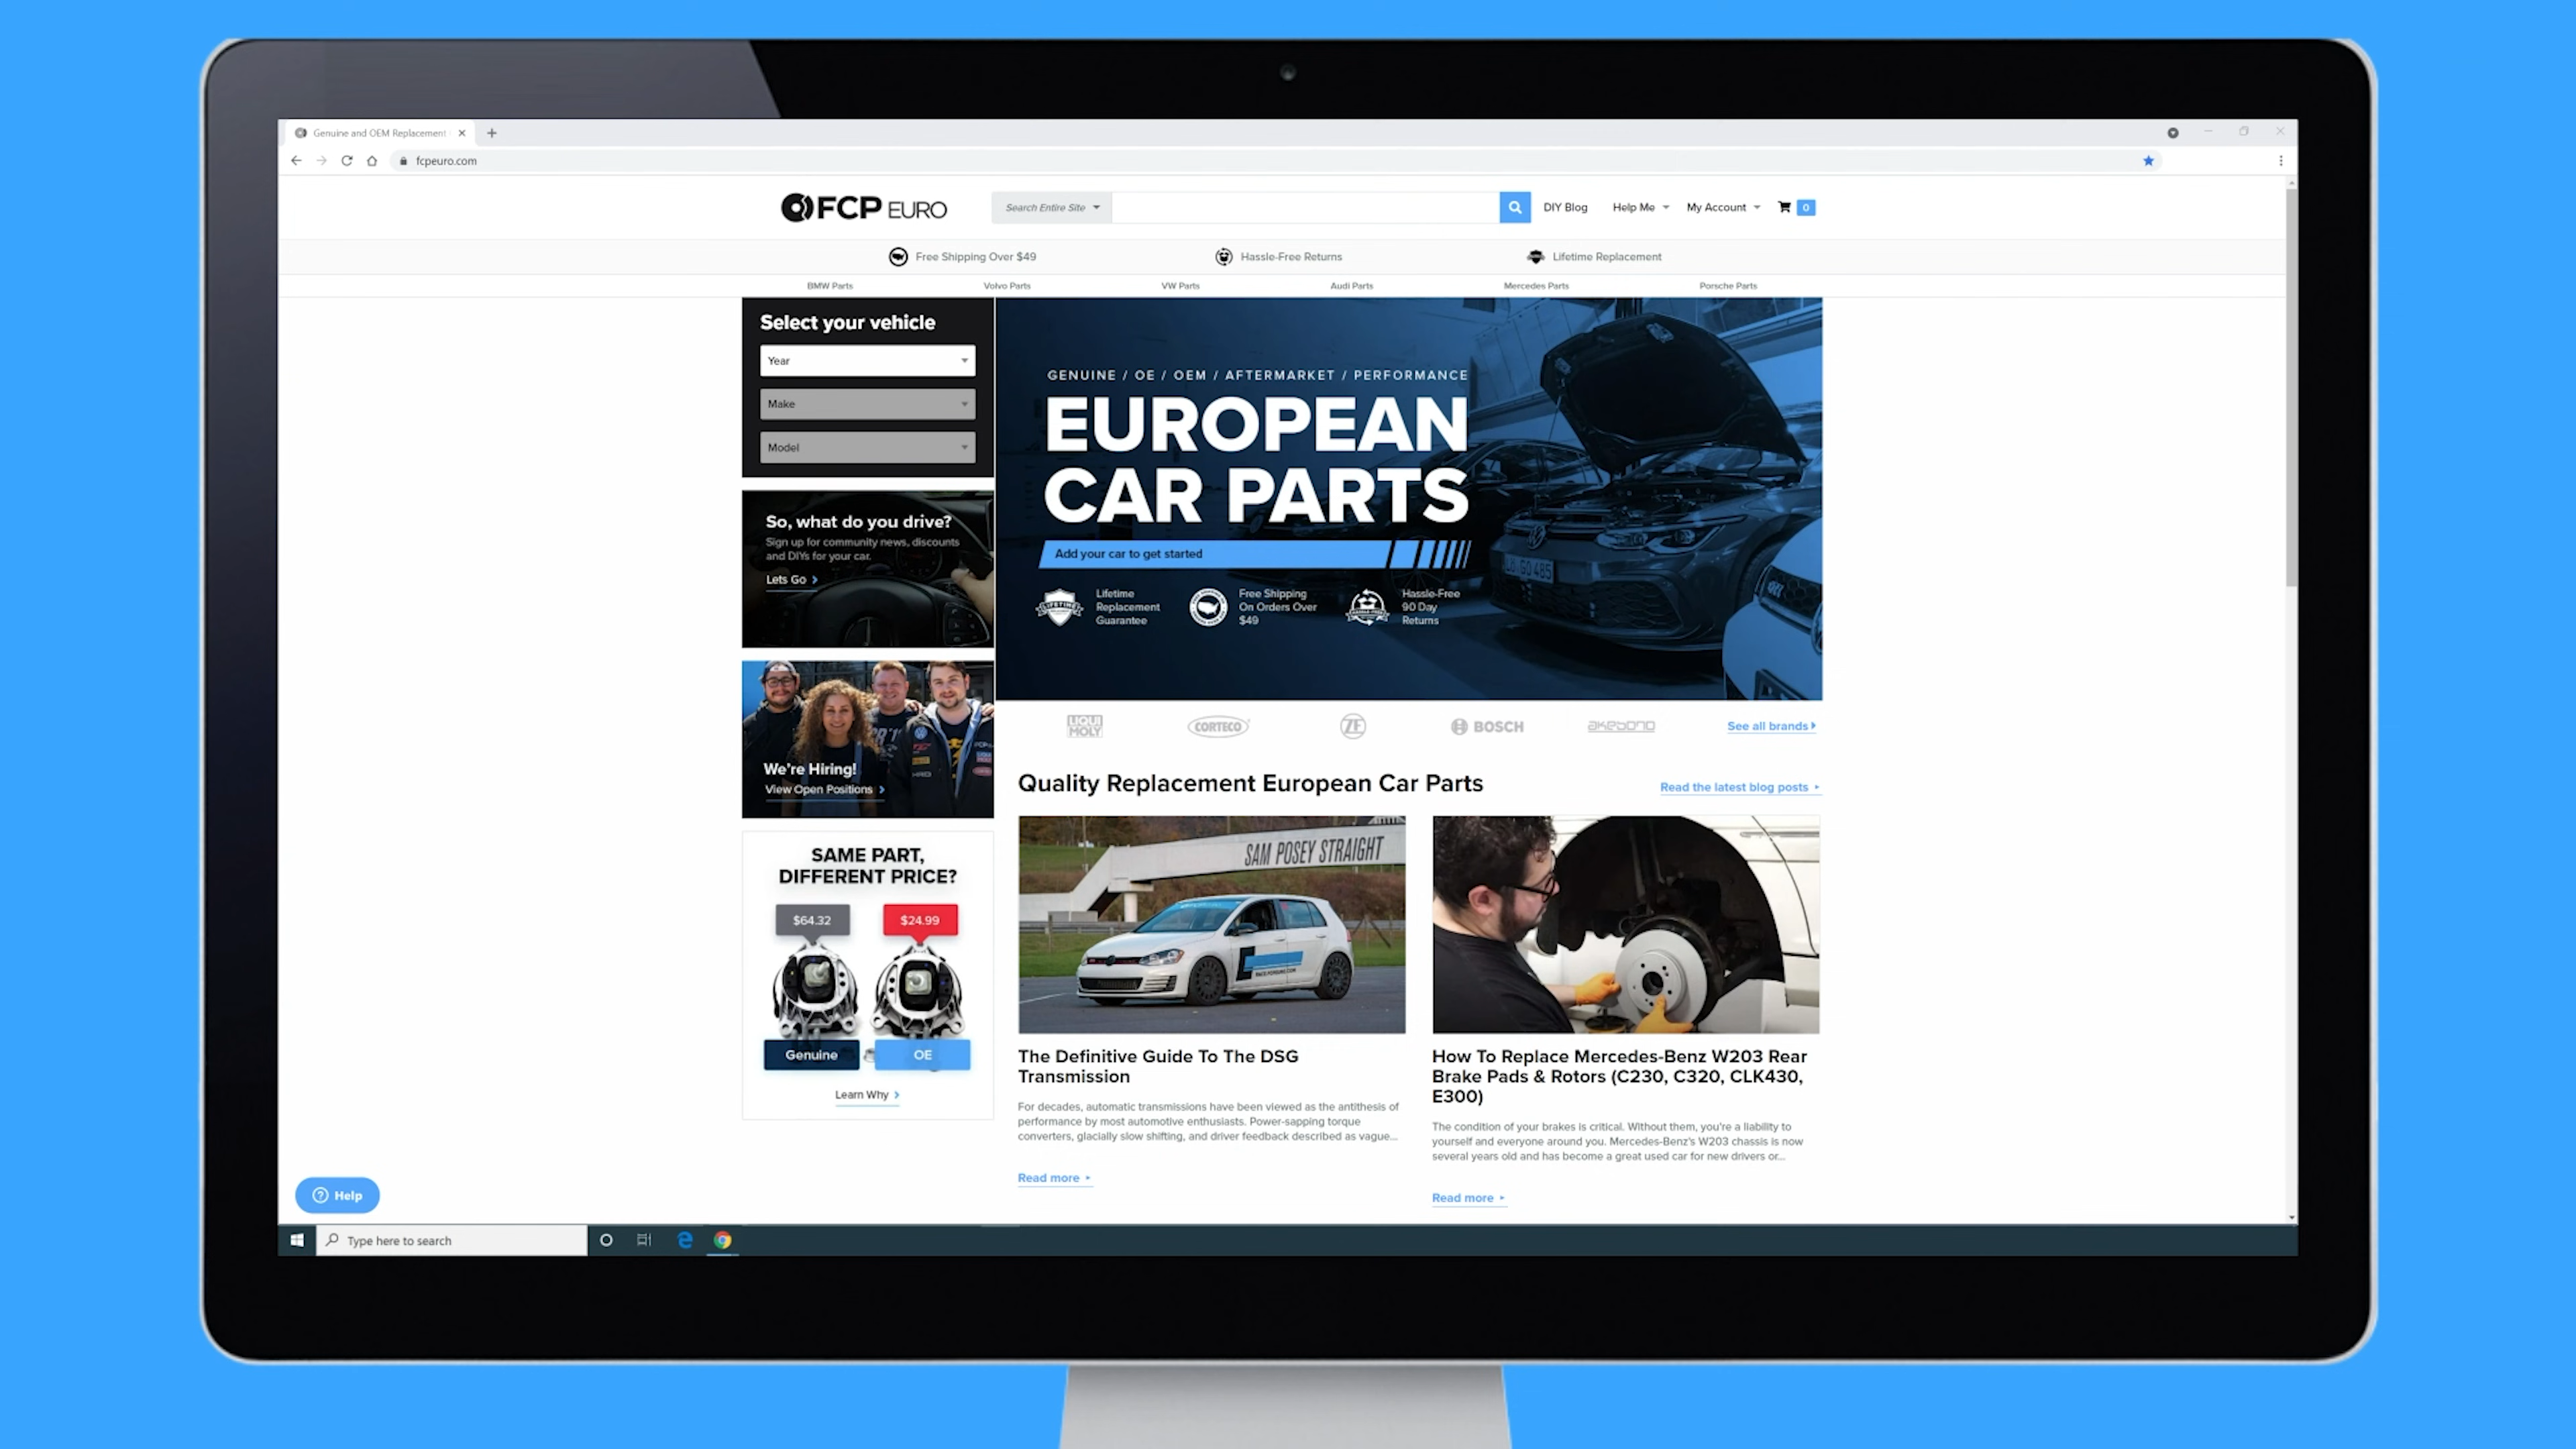 Genuine and OEM Replacement
fcpeuro.com
FCP EURO
Search Entire Site
DIY Blog
Help Me
My Account
0
Free Shipping Over $49
Hassle-Free Returns
Lifetime Replacement
BMW Parts
Volvo Parts
VW Parts
Audi Parts
Mercedes Parts
Porsche Parts
Select your vehicle
Year
Make
Model
So, what do you drive?
Sign up for community news, discounts
and DIYs for your car.
Lets Go
We're Hiring!
View Open Positions
SAME PART,
DIFFERENT PRICE?
$64.32
$24.99
Genuine
OE
Learn Why
GENUINE / OE / OEM / AFTERMARKET / PERFORMANCE
EUROPEAN
CAR PARTS
Add your car to get started
LIFETIME
Lifetime
Replacement
Guarantee
Free Shipping
On Orders Over
$49
Hassle-Free
90 Day
Returns
LIQUI
MOLY
CORTECO
ZF
BOSCH
akebono
See all brands
Quality Replacement European Car Parts
Read the latest blog posts
SAM POSEY STRAIGHT
The Definitive Guide To The DSG
Transmission
For decades, automatic transmissions have been viewed as the antithesis of
performance by most automotive enthusiasts. Power-sapping torque
converters, glacially slow shifting, and driver feedback described as vague...
Read more
How To Replace Mercedes-Benz W203 Rear
Brake Pads & Rotors (C230, C320, CLK430,
E300)
The condition of your brakes is critical. Without them, you're a liability to
yourself and everyone around you. Mercedes-Benz's W203 chassis is now
several years old and has become a great used car for new drivers or...
Read more
Help
Type here to search